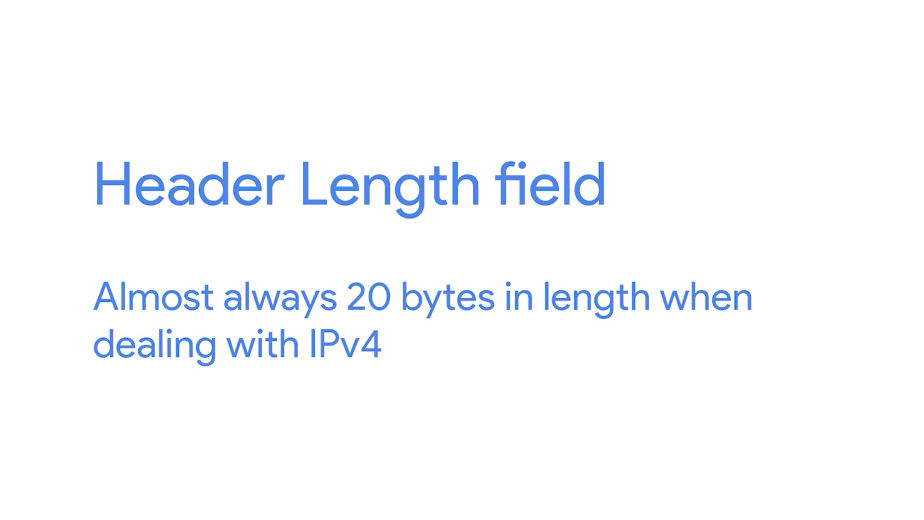 Header Length field
Almost always 20 bytes in length when
dealing with IPv4